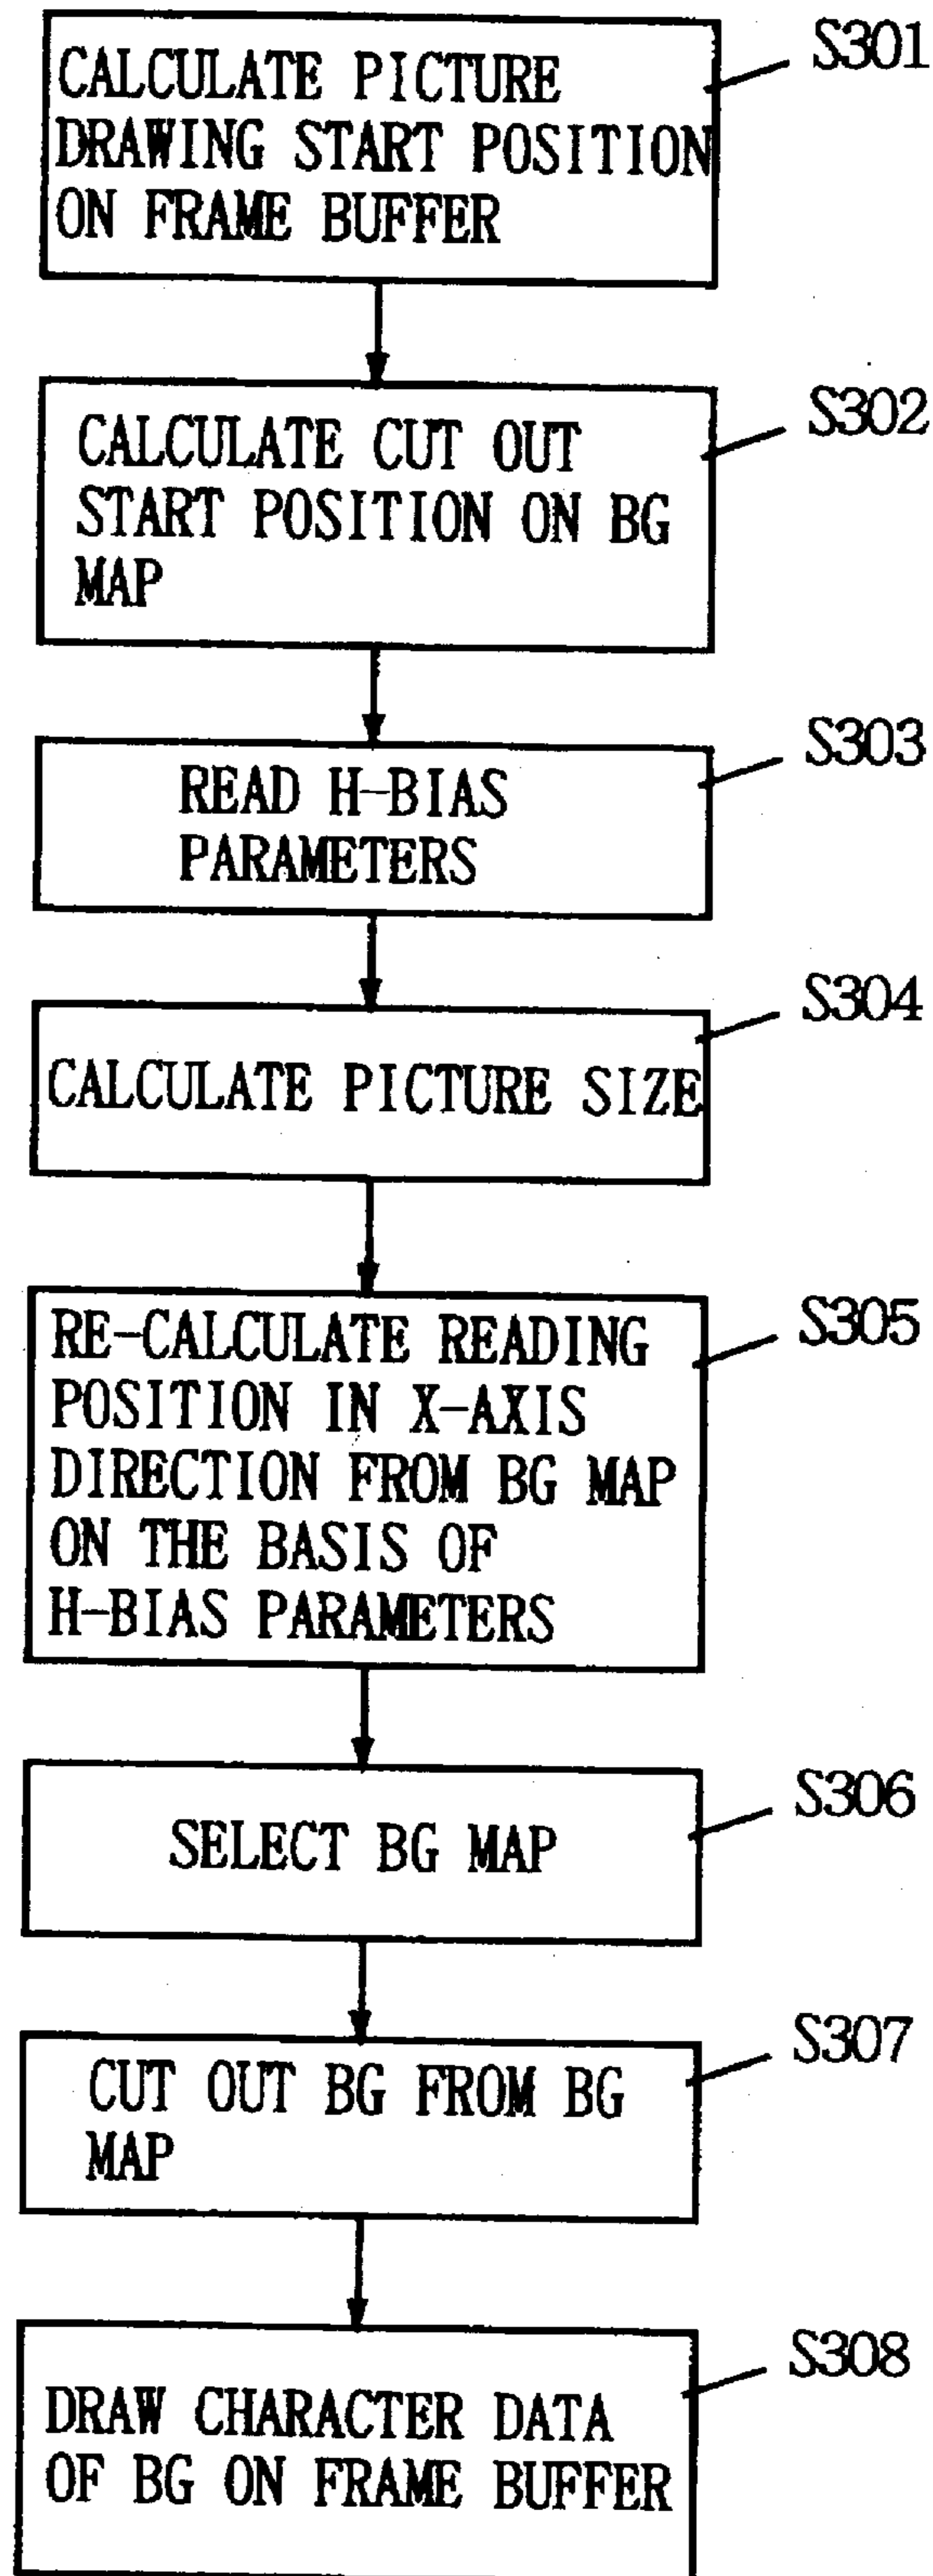 S301
CALCULATE PICTURE
DRAWING START POSITION
ON FRAME BUFFER
S302
CALCULATE CUT OUT
START POSITION ON BG
MAP
S303
READ H-BIAS
PARAMETERS
S304
CALCULATE PICTURE SIZE
S305
RE-CALCULATE READING
POSITION IN X-AXIS
DIRECTION FROM BG MAP
ON THE BASIS OF
H-BIAS PARAMETERS
S306
SELECT BG MAP
S307
CUT OUT BG FROM BG
MAP
S308
DRAW CHARACTER DATA
OF BG ON FRAME BUFFER